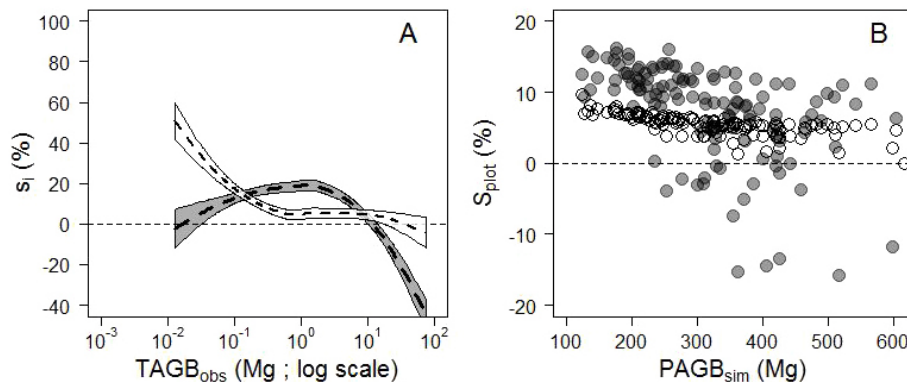 A
100
80
60
40
20
0
-20
-40
s_i (%)
10^-3 10^-2 10^-1 10^0 10^1 10^2
TAGB_obs (Mg ; log scale)
B
20
10
0
-10
-20
S_plot (%)
100 200 300 400 500 600
PAGB_sim (Mg)